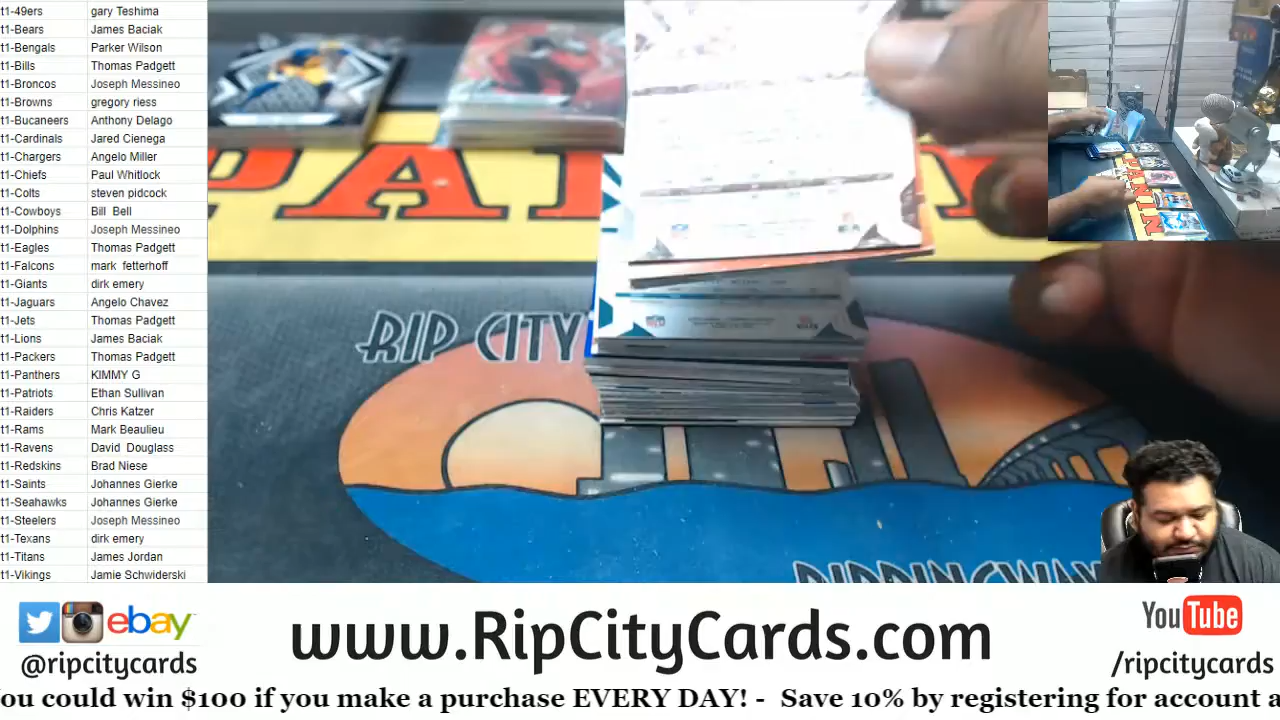 t1-49ers gary Teshima
t1-Bears James Baciak
t1-Bengals Parker Wilson
t1-Bills Thomas Padgett
t1-Broncos Joseph Messineo
t1-Browns gregory riess
t1-Bucaneers Anthony Delago
t1-Cardinals Jared Cienega
t1-Chargers Angelo Miller
t1-Chiefs Paul Whitlock
t1-Colts steven pidcock
t1-Cowboys Bill Bell
t1-Dolphins Joseph Messineo
t1-Eagles Thomas Padgett
t1-Falcons mark fetterhoff
t1-Giants dirk emery
t1-Jaguars Angelo Chavez
t1-Jets Thomas Padgett
t1-Lions James Baciak
t1-Packers Thomas Padgett
t1-Panthers KIMMY G
t1-Patriots Ethan Sullivan
t1-Raiders Chris Katzer
t1-Rams Mark Beaulieu
t1-Ravens David Douglass
t1-Redskins Brad Niese
t1-Saints Johannes Gierke
t1-Seahawks Johannes Gierke
t1-Steelers Joseph Messineo
t1-Texans dirk emery
t1-Titans James Jordan
t1-Vikings Jamie Schwiderski
PANI
PANIN
RIP CITY
RIPPINGWAX
ebay
@ripcitycards
www.RipCityCards.com
YouTube
/ripcitycards
You could win $100 if you make a purchase EVERY DAY! - Save 10% by registering for account a